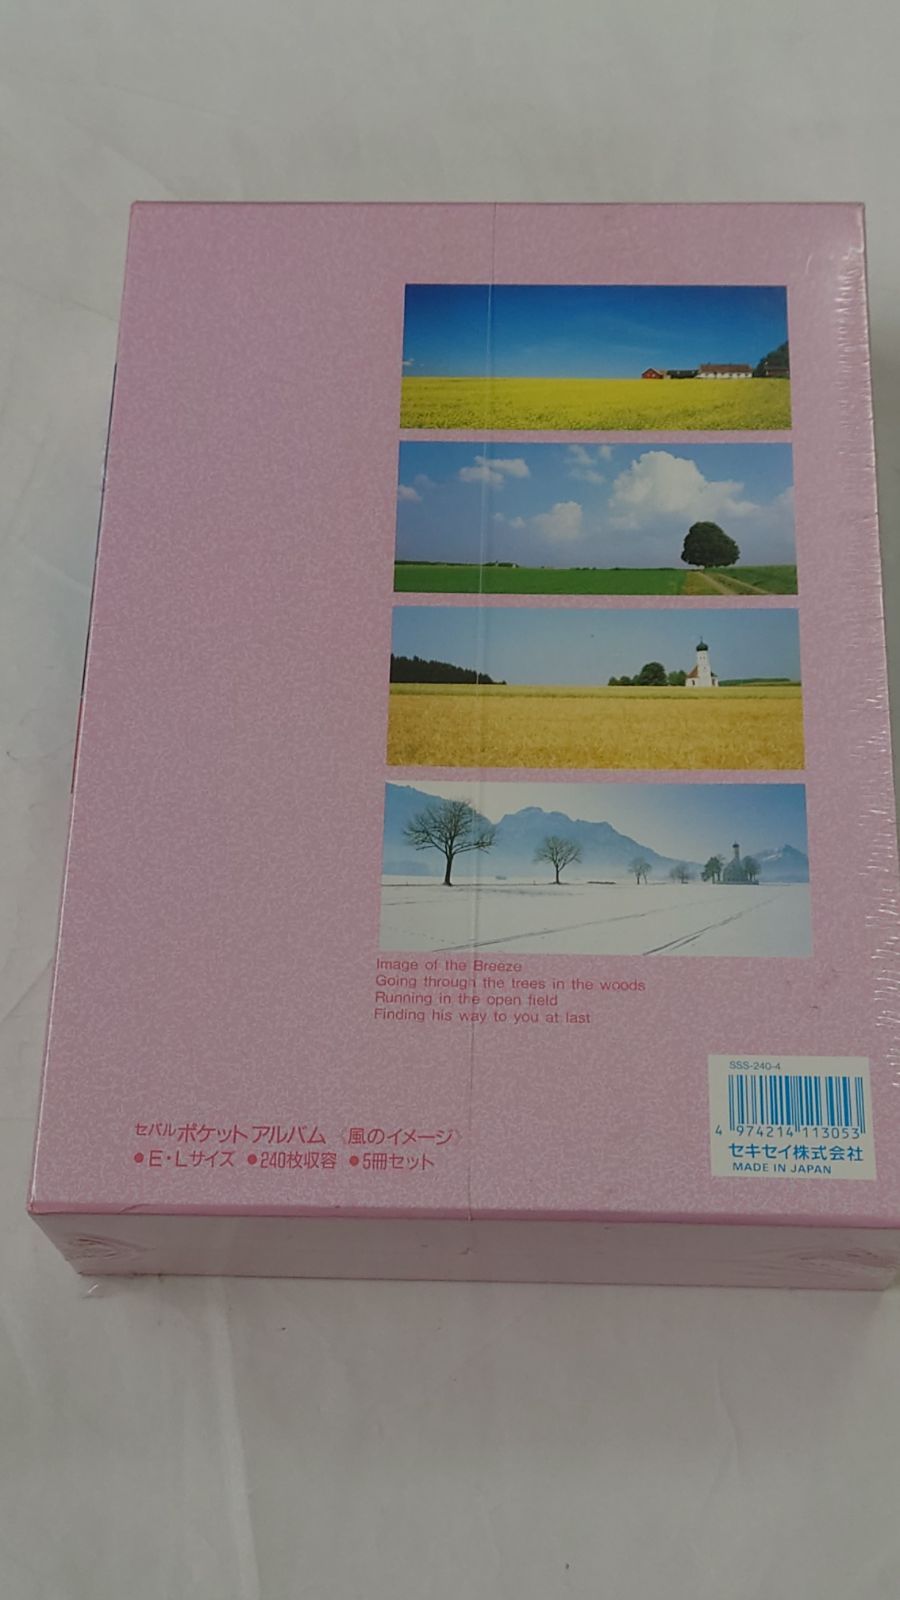 Image of the Breeze
Going through the trees in the woods
Running in the open field
Finding his way to you at last
SSS-240-4
4 974214 113053
セキセイ株式会社
MADE IN JAPAN
セバルポケットアルバム〈風のイメージ〉
●E・Lサイズ ●240枚収容 ●5冊セット